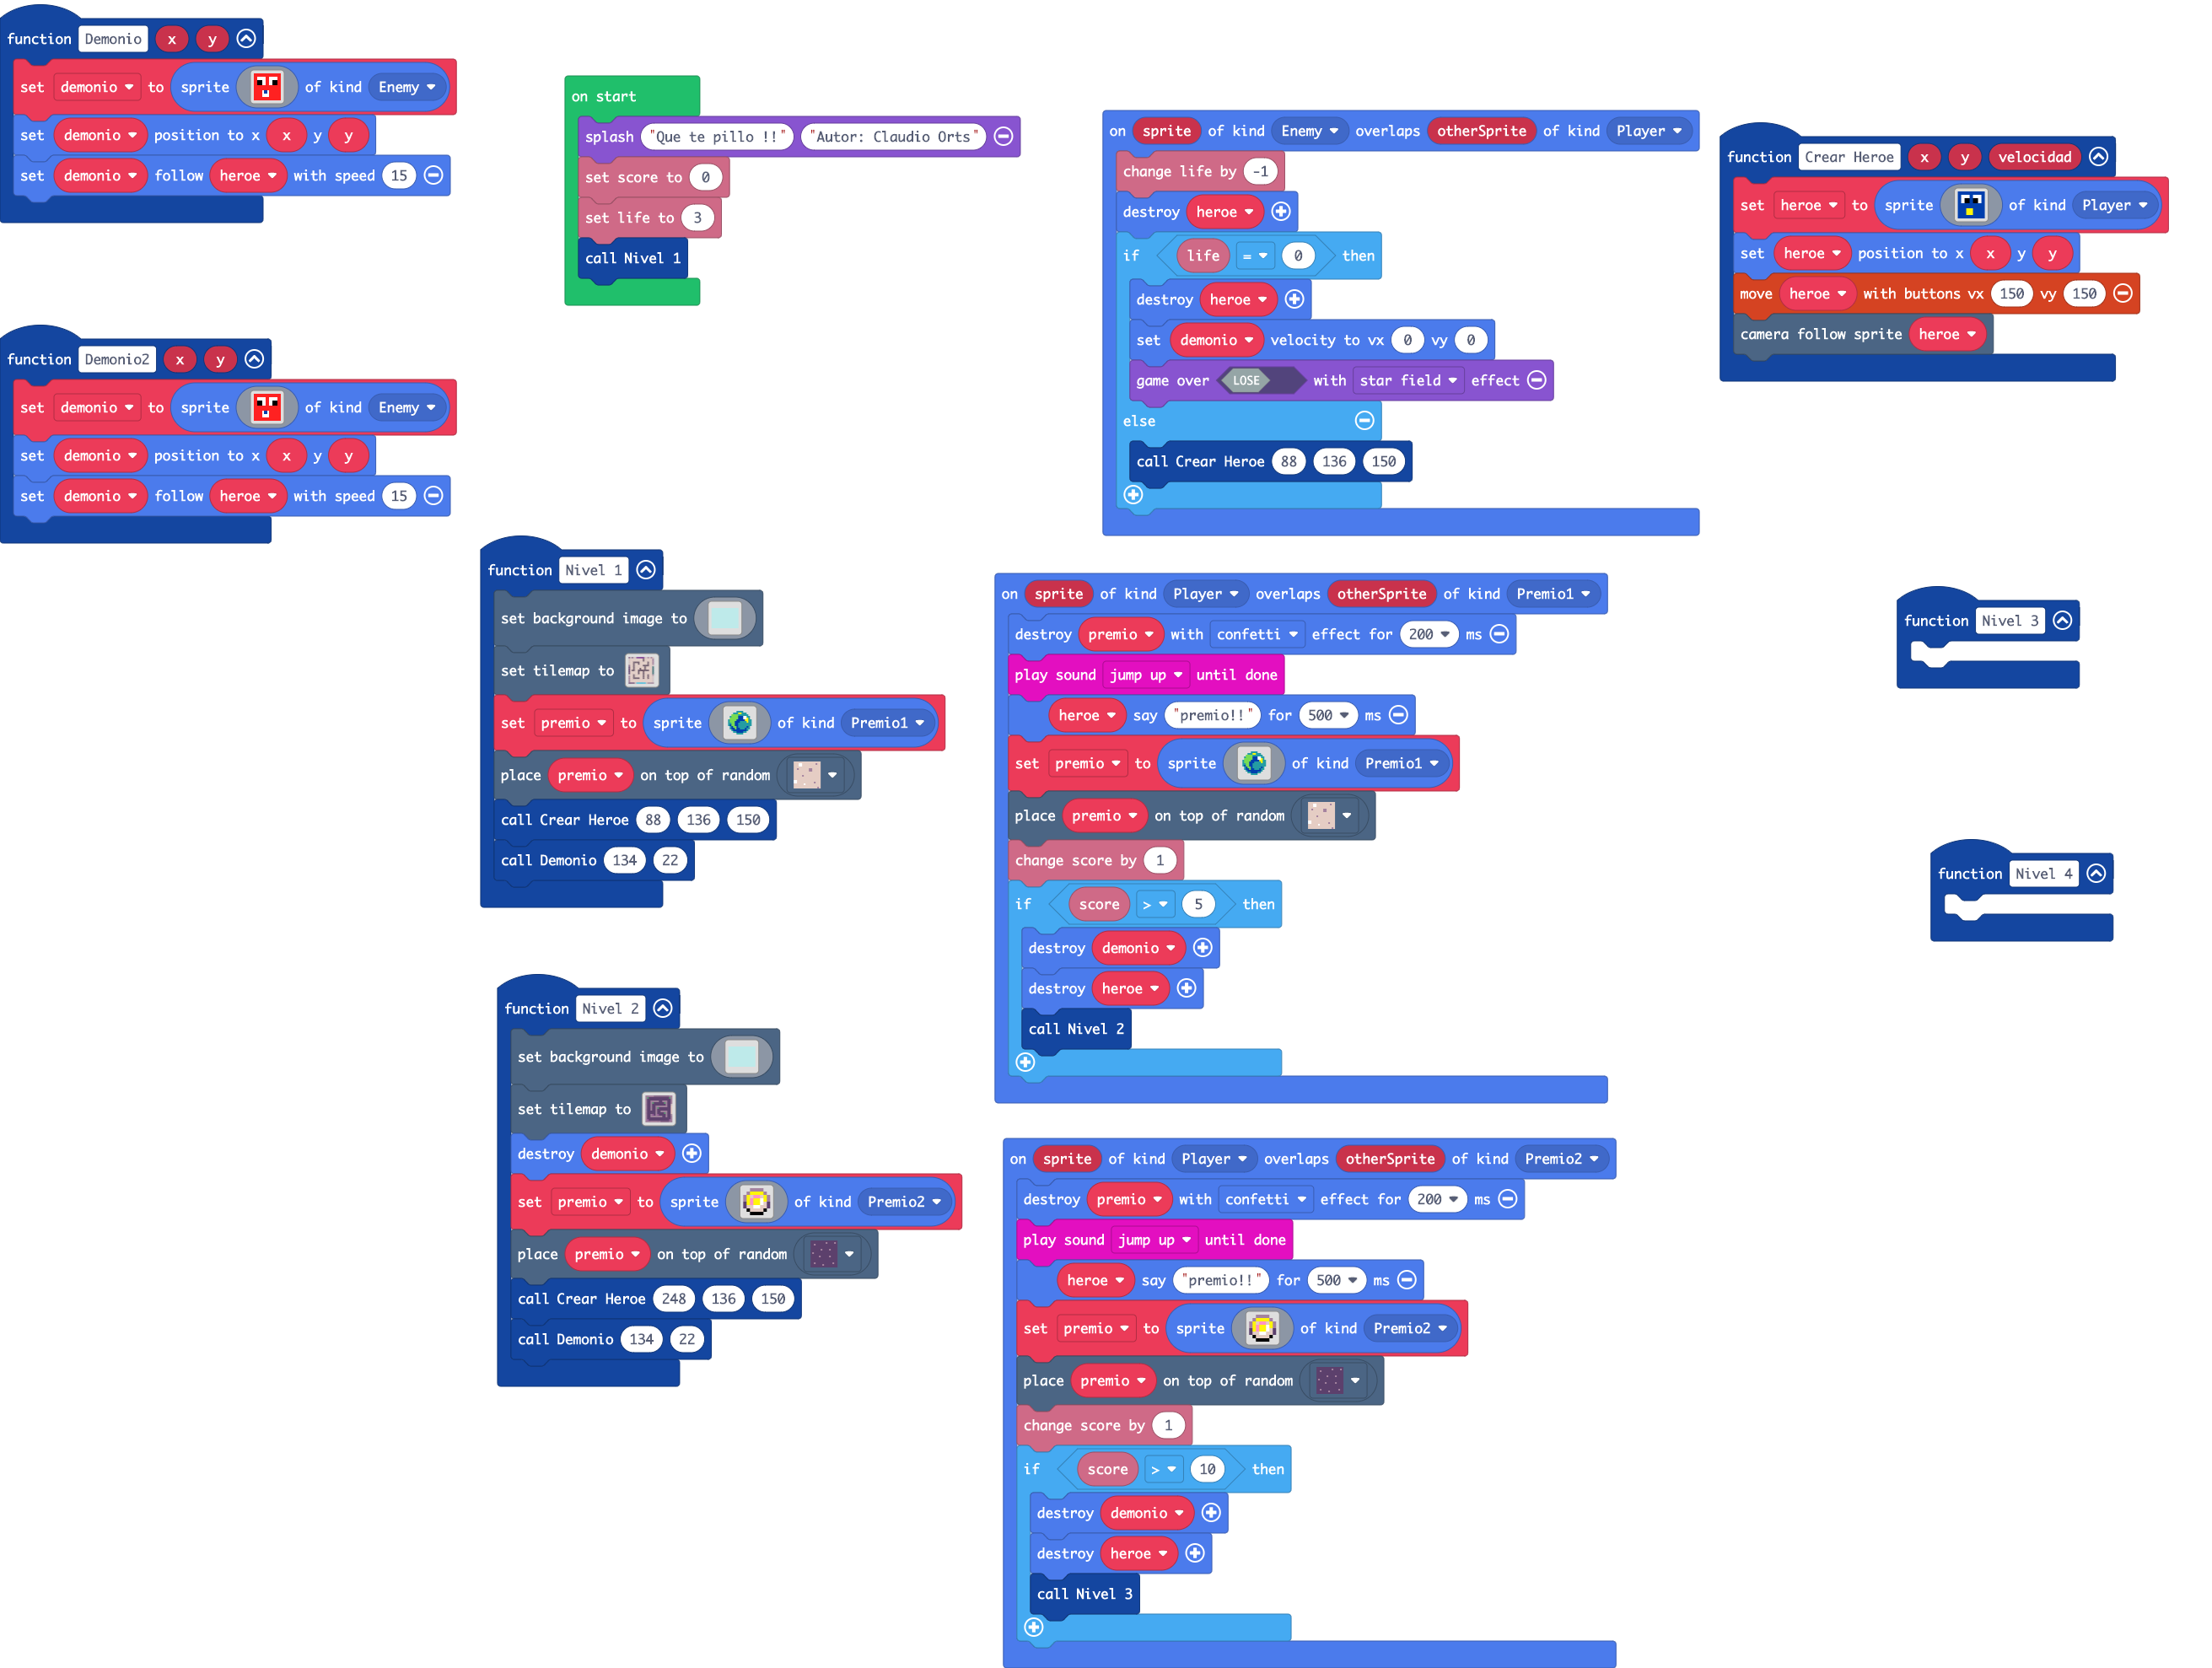 function Demonio x y
set demonio to sprite of kind Enemy
set demonio position to x x y y
set demonio follow heroe with speed 15
function Demonio2 x y
set demonio to sprite of kind Enemy
set demonio position to x x y y
set demonio follow heroe with speed 15
on start
splash "Que te pillo !!" "Autor: Claudio Orts"
set score to 0
set life to 3
call Nivel 1
function Nivel 1
set background image to
set tilemap to
set premio to sprite of kind Premio1
place premio on top of random
call Crear Heroe 88 136 150
call Demonio 134 22
function Nivel 2
set background image to
set tilemap to
destroy demonio
set premio to sprite of kind Premio2
place premio on top of random
call Crear Heroe 248 136 150
call Demonio 134 22
on sprite of kind Enemy overlaps otherSprite of kind Player
change life by -1
destroy heroe
if life = 0 then
destroy heroe
set demonio velocity to vx 0 vy 0
game over LOSE with star field effect
else
call Crear Heroe 88 136 150
on sprite of kind Player overlaps otherSprite of kind Premio1
destroy premio with confetti effect for 200 ms
play sound jump up until done
heroe say "premio!!" for 500 ms
set premio to sprite of kind Premio1
place premio on top of random
change score by 1
if score > 5 then
destroy demonio
destroy heroe
call Nivel 2
on sprite of kind Player overlaps otherSprite of kind Premio2
destroy premio with confetti effect for 200 ms
play sound jump up until done
heroe say "premio!!" for 500 ms
set premio to sprite of kind Premio2
place premio on top of random
change score by 1
if score > 10 then
destroy demonio
destroy heroe
call Nivel 3
function Crear Heroe x y velocidad
set heroe to sprite of kind Player
set heroe position to x x y y
move heroe with buttons vx 150 vy 150
camera follow sprite heroe
function Nivel 3
function Nivel 4